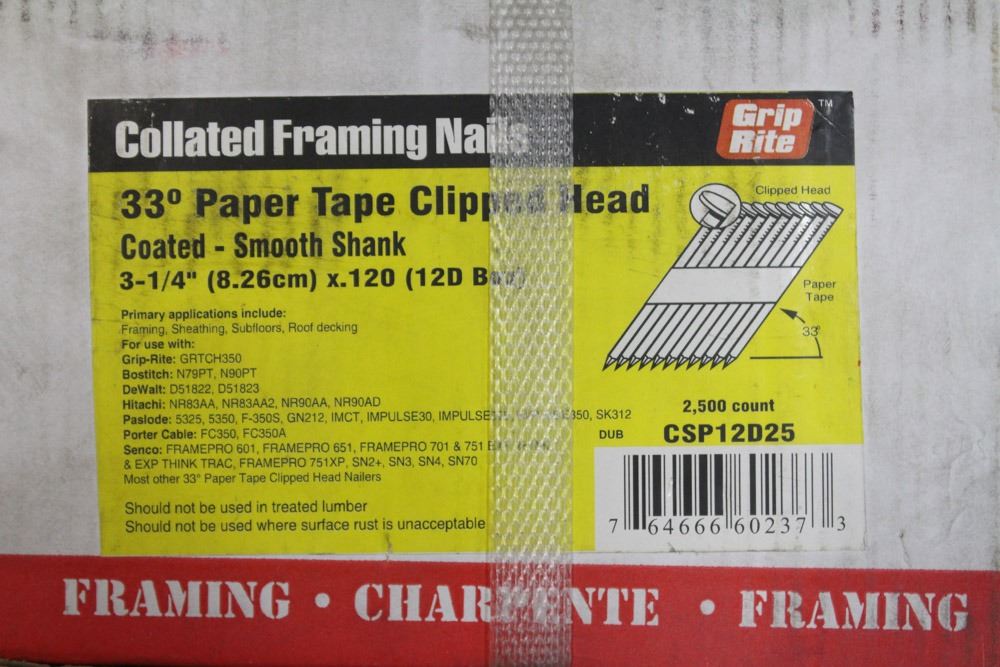 Collated Framing Nails
Grip Rite ™
33º Paper Tape Clipped Head
Coated - Smooth Shank
3-1/4" (8.26cm) x.120 (12D Box)
Clipped Head
Paper
Tape
33º
Primary applications include:
Framing, Sheathing, Subfloors, Roof decking
For use with:
Grip-Rite: GRTCH350
Bostitch: N79PT, N90PT
DeWalt: D51822, D51823
Hitachi: NR83AA, NR83AA2, NR90AA, NR90AD
Paslode: 5325, 5350, F-350S, GN212, IMCT, IMPULSE30, SK312
Porter Cable: FC350, FC350A
Senco: FRAMEPRO 601, FRAMEPRO 651, FRAMEPRO 701 & 751
& EXP THINK TRAC, FRAMEPRO 751XP, SN2+, SN3, SN4, SN70
Most other 33° Paper Tape Clipped Head Nailers
Should not be used in treated lumber
Should not be used where surface rust is unacceptable
2,500 count
DUB CSP12D25
7 64666 60237 3
FRAMING • CHARPENTE • FRAMING